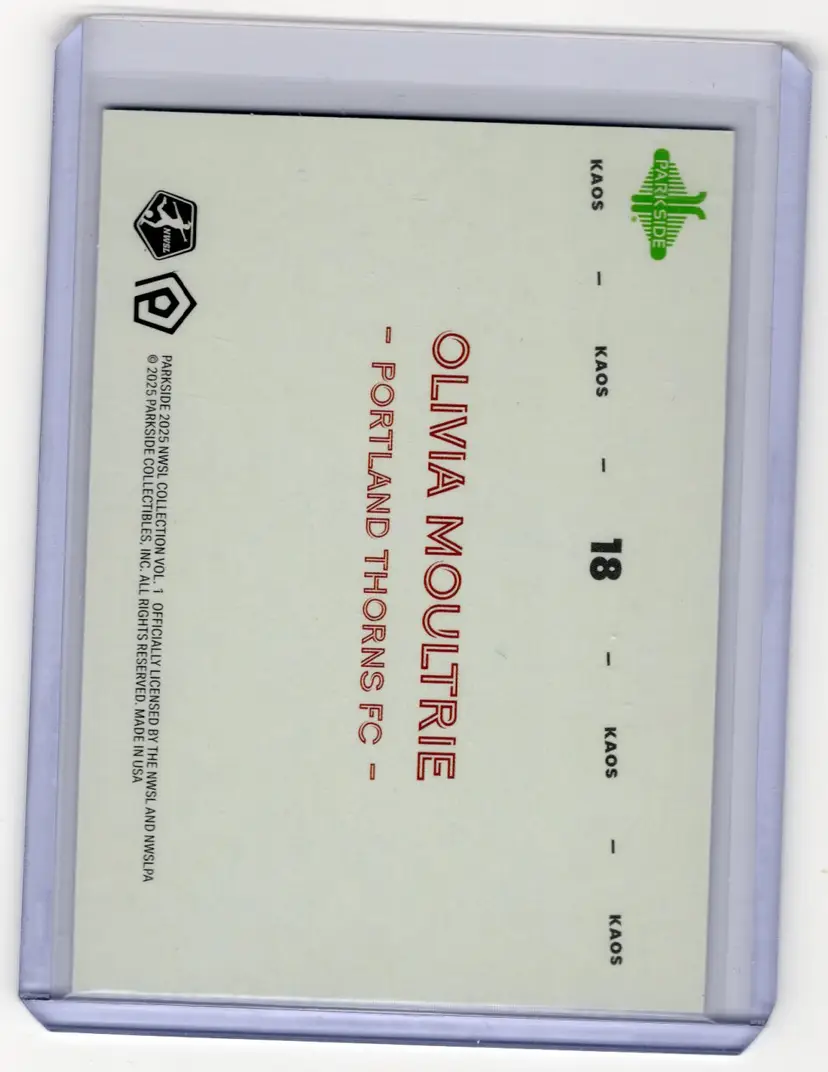 PARKSIDE
KAOS - KAOS - 18 - KAOS - KAOS
OLIVIA MOULTRIE
- PORTLAND THORNS FC -
NWSL
PARKSIDE 2025 NWSL COLLECTION VOL. 1 OFFICIALLY LICENSED BY THE NWSL AND NWSLPA
© 2025 PARKSIDE COLLECTIBLES, INC. ALL RIGHTS RESERVED. MADE IN USA